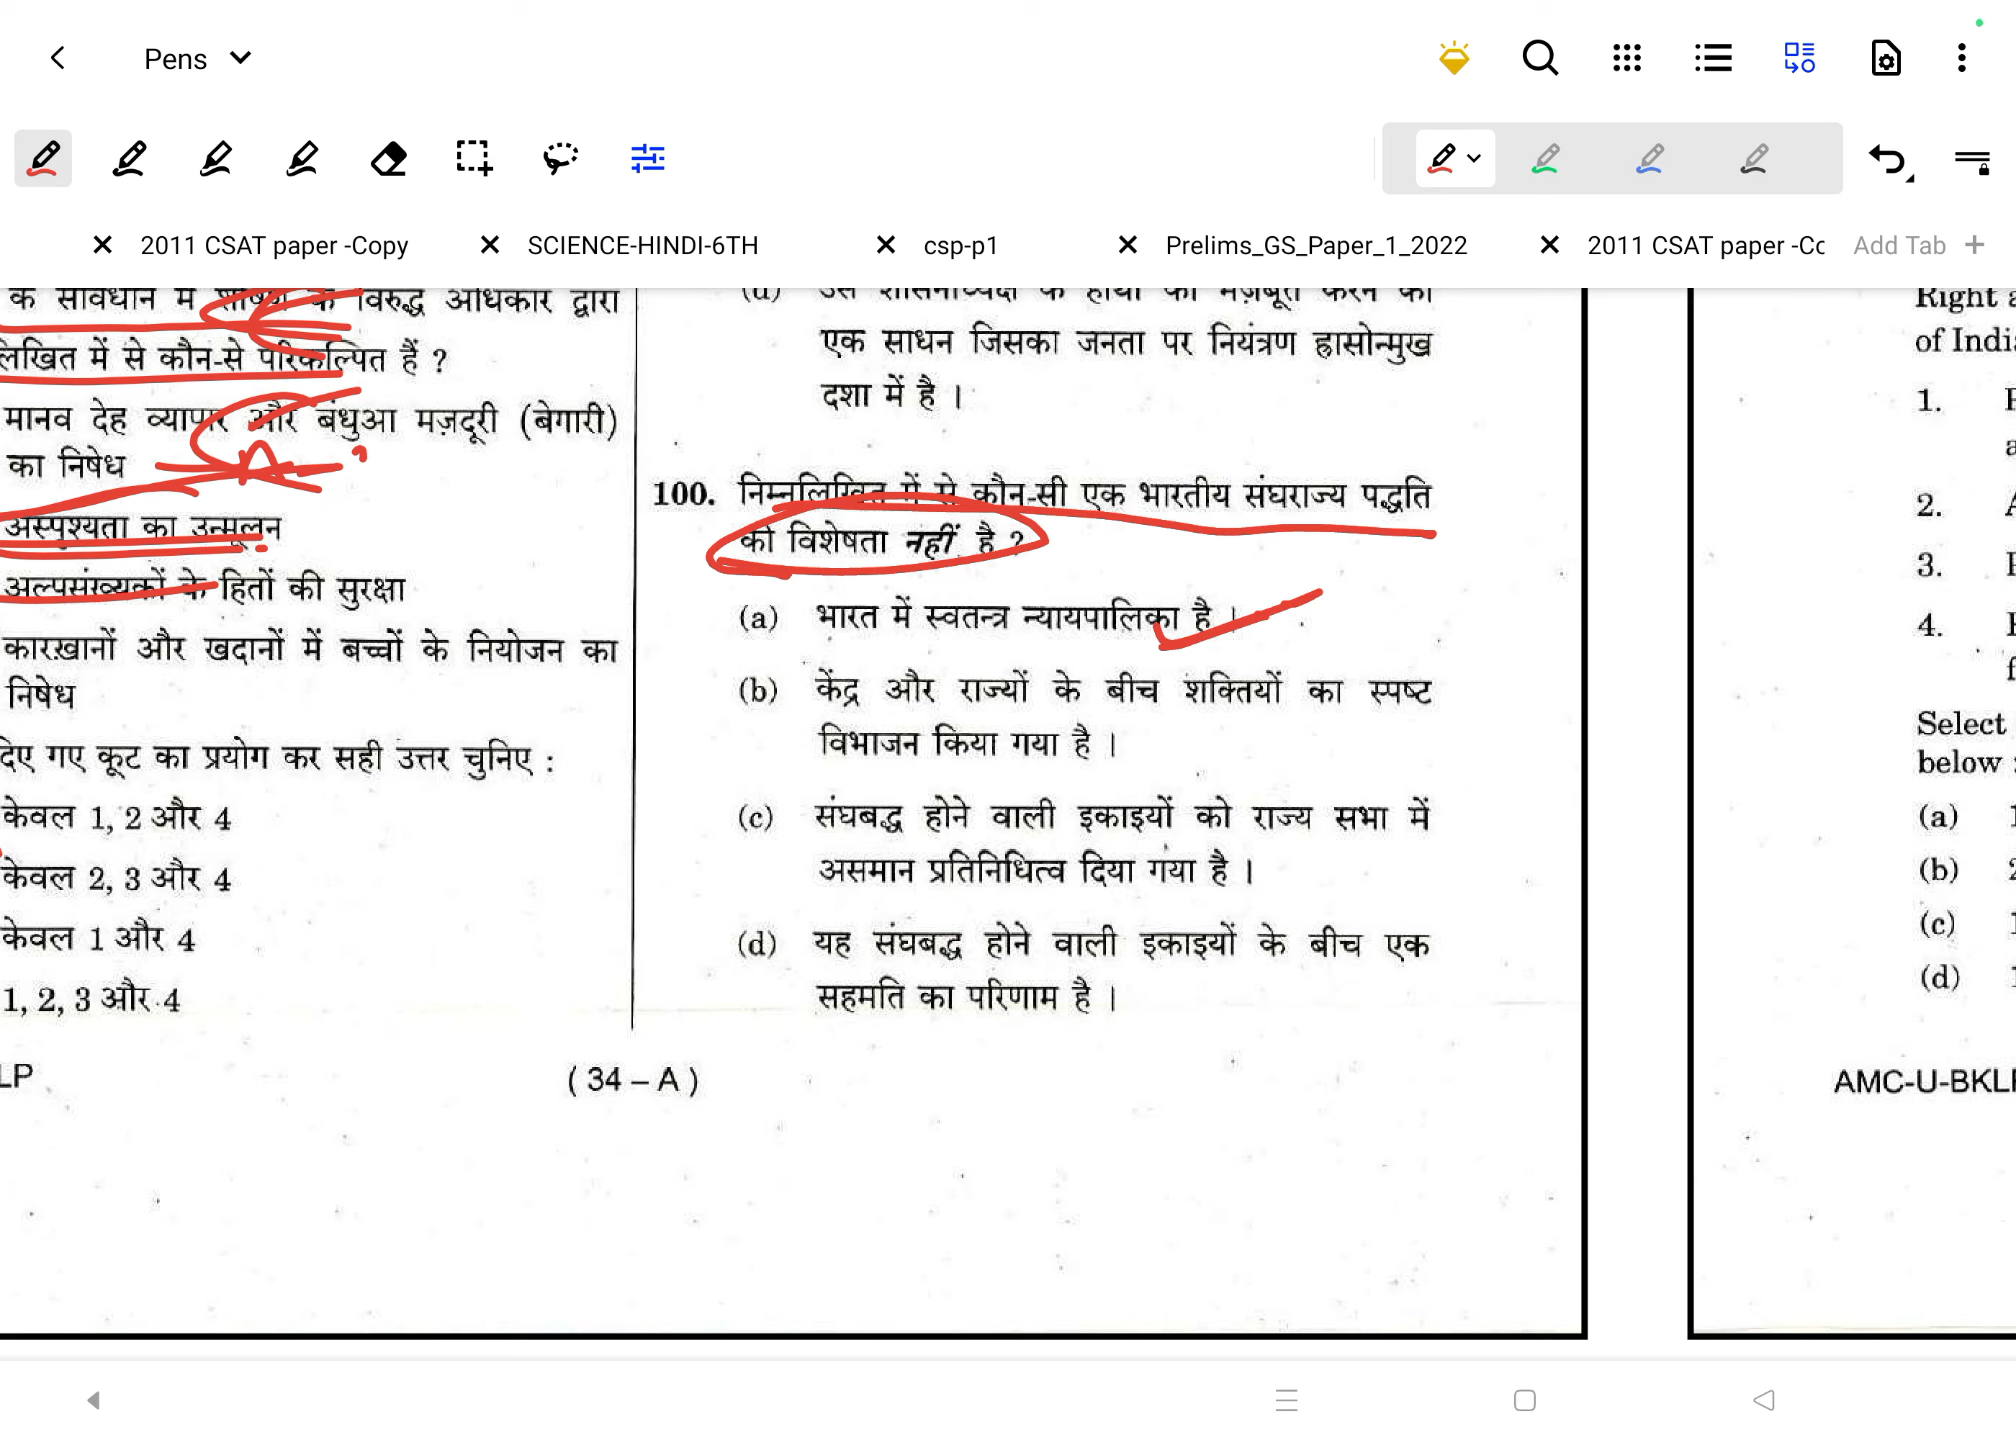 Pens
2011 CSAT paper -Copy
SCIENCE-HINDI-6TH
csp-p1
Prelims_GS_Paper_1_2022
2011 CSAT paper -Cc
Add Tab +
विरुद्ध अधिकार द्वारा
लिखित में से कौन-से परिकल्पित हैं ?
मानव देह व्यापार और बंधुआ मज़दूरी (बेगारी)
का निषेध
अस्पृश्यता का उन्मूलन
अल्पसंख्यकों के हितों की सुरक्षा
कारख़ानों और खदानों में बच्चों के नियोजन का
निषेध
दिए गए कूट का प्रयोग कर सही उत्तर चुनिए :
केवल 1, 2 और 4
केवल 2, 3 और 4
केवल 1 और 4
1, 2, 3 और 4
LP
एक साधन जिसका जनता पर नियंत्रण ह्रासोन्मुख
दशा में है ।
100. निम्नलिखित में से कौन-सी एक भारतीय संघराज्य पद्धति
की विशेषता नहीं है ?
(a) भारत में स्वतन्त्र न्यायपालिका है ।
(b) केंद्र और राज्यों के बीच शक्तियों का स्पष्ट
विभाजन किया गया है ।
(c) संघबद्ध होने वाली इकाइयों को राज्य सभा में
असमान प्रतिनिधित्व दिया गया है ।
(d) यह संघबद्ध होने वाली इकाइयों के बीच एक
सहमति का परिणाम है ।
( 34 – A )
Right
of Indi
1.
2.
3.
4.
Select
below :
(a)
(b)
(c)
(d)
AMC-U-BKL